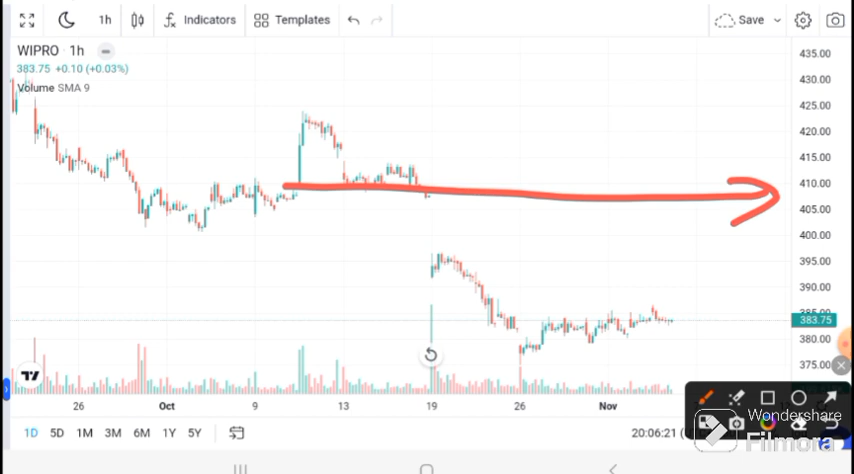 1h Indicators Templates Save
WIPRO 1h
383.75 +0.10 (+0.03%)
Volume SMA 9
435.00
430.00
425.00
420.00
415.00
410.00
405.00
400.00
395.00
390.00
383.75
380.00
375.00
26 Oct 9 13 19 26 Nov
1D 5D 1M 3M 6M 1Y 5Y
20:06:21
Wondershare
Filmora